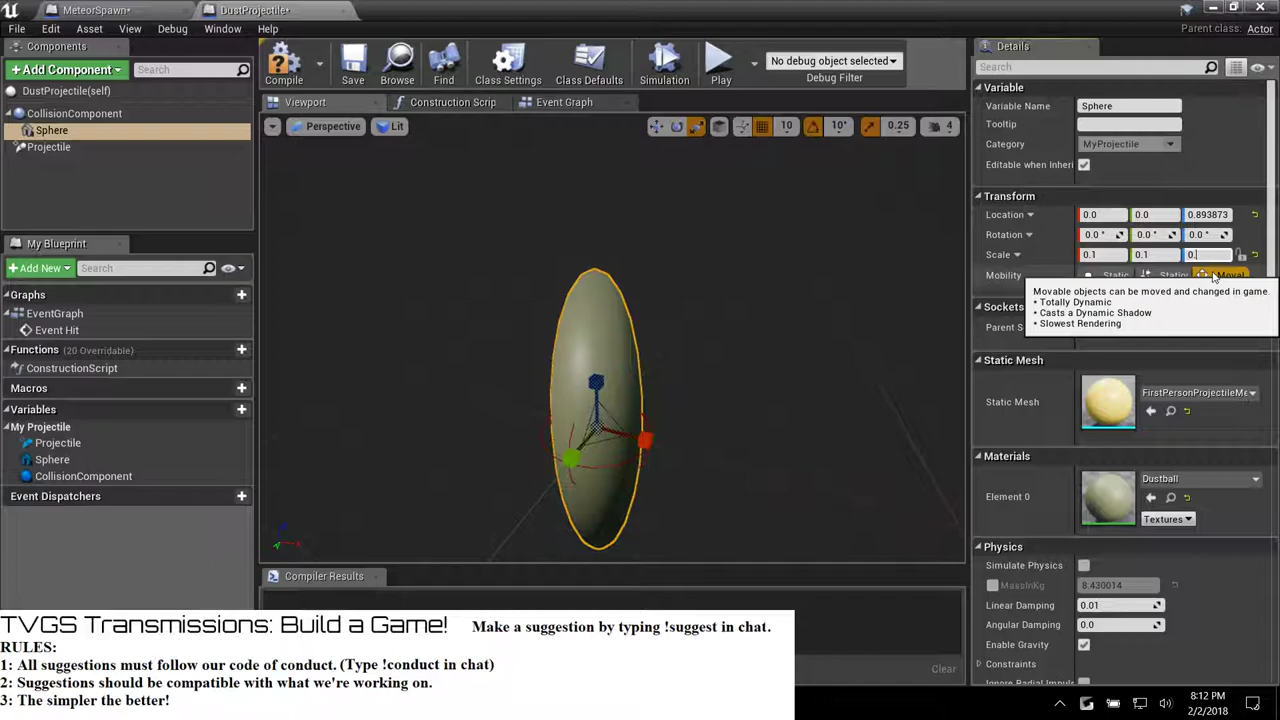 MeteorSpawn*
DustProjectile*
File Edit Asset View Window Debug Help
Parent class: Actor
Components
Details
+Add Component
Search
Compile Save Browse Find Class Settings Class Defaults Simulation Play
No debug object selected
Debug Filter
Search
DustProjectile(self)
Variable
Viewport
Construction Scrip
Event Graph
Variable Name Sphere
CollisionComponent
Tooltip
Sphere
Perspective Lit
10 10° 0.25 4
Category MyProjectile
Projectile
Editable when Inheri
Transform
Location 0.0 0.0 0.893873
Rotation 0.0 ° 0.0 ° 0.0 °
My Blueprint
Scale 0.1 0.1 0.
+Add New Search
Mobility Static Station Moval
Movable objects can be moved and changed in game.
• Totally Dynamic
• Casts a Dynamic Shadow
• Slowest Rendering
Graphs
Sockets
EventGraph
Parent S
Event Hit
Functions (20 Overridable)
Static Mesh
ConstructionScript
Macros
Static Mesh FirstPersonProjectileMe
Variables
My Projectile
Projectile
Materials
Sphere
CollisionComponent
Dustball
Event Dispatchers
Element 0
Textures
Physics
Simulate Physics
Compiler Results
MassInKg 8.430014
Linear Damping 0.01
Angular Damping 0.0
Enable Gravity
Constraints
Clear
Ignore Radial Impuls
TVGS Transmissions: Build a Game! Make a suggestion by typing !suggest in chat.
RULES:
1: All suggestions must follow our code of conduct. (Type !conduct in chat)
2: Suggestions should be compatible with what we're working on.
3: The simpler the better!
8:12 PM
2/2/2018